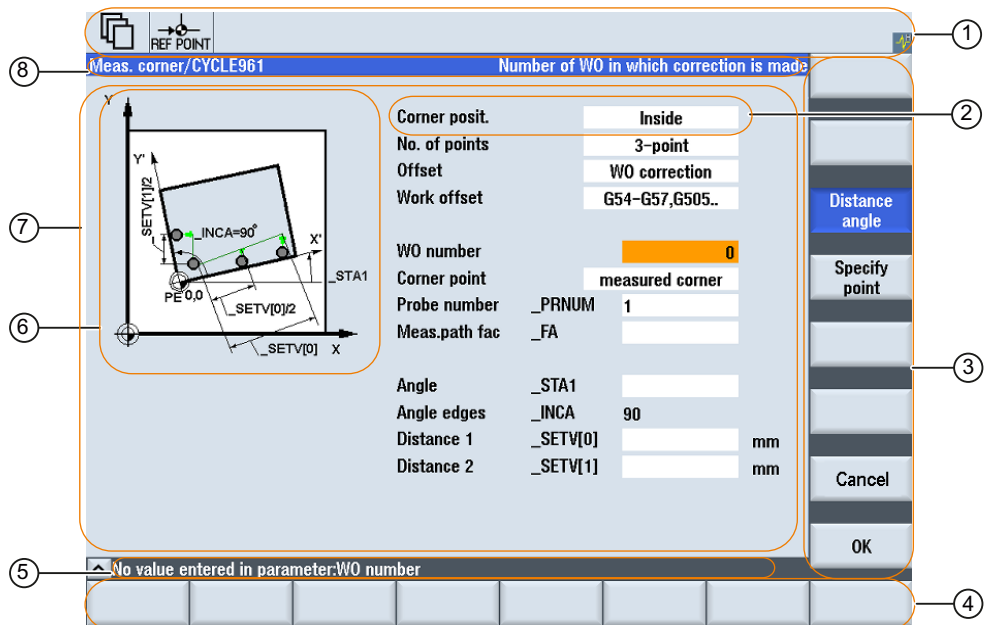 REF POINT
1
8
Meas. corner/CYCLE961 Number of WO in which correction is made
2
Corner posit. Inside
No. of points 3-point
Offset WO correction
Work offset G54-G57,G505..
WO number 0
Corner point measured corner
Probe number _PRNUM 1
Meas.path fac _FA
Angle _STA1
Angle edges _INCA 90
Distance 1 _SETV[0] mm
Distance 2 _SETV[1] mm
7
6
Y
Y'
_SETV[1]/2
_INCA=90°
X'
_STA1
PE 0,0
_SETV[0]/2
_SETV[0]
X
Distance
angle
Specify
point
3
Cancel
OK
5
No value entered in parameter:WO number
4